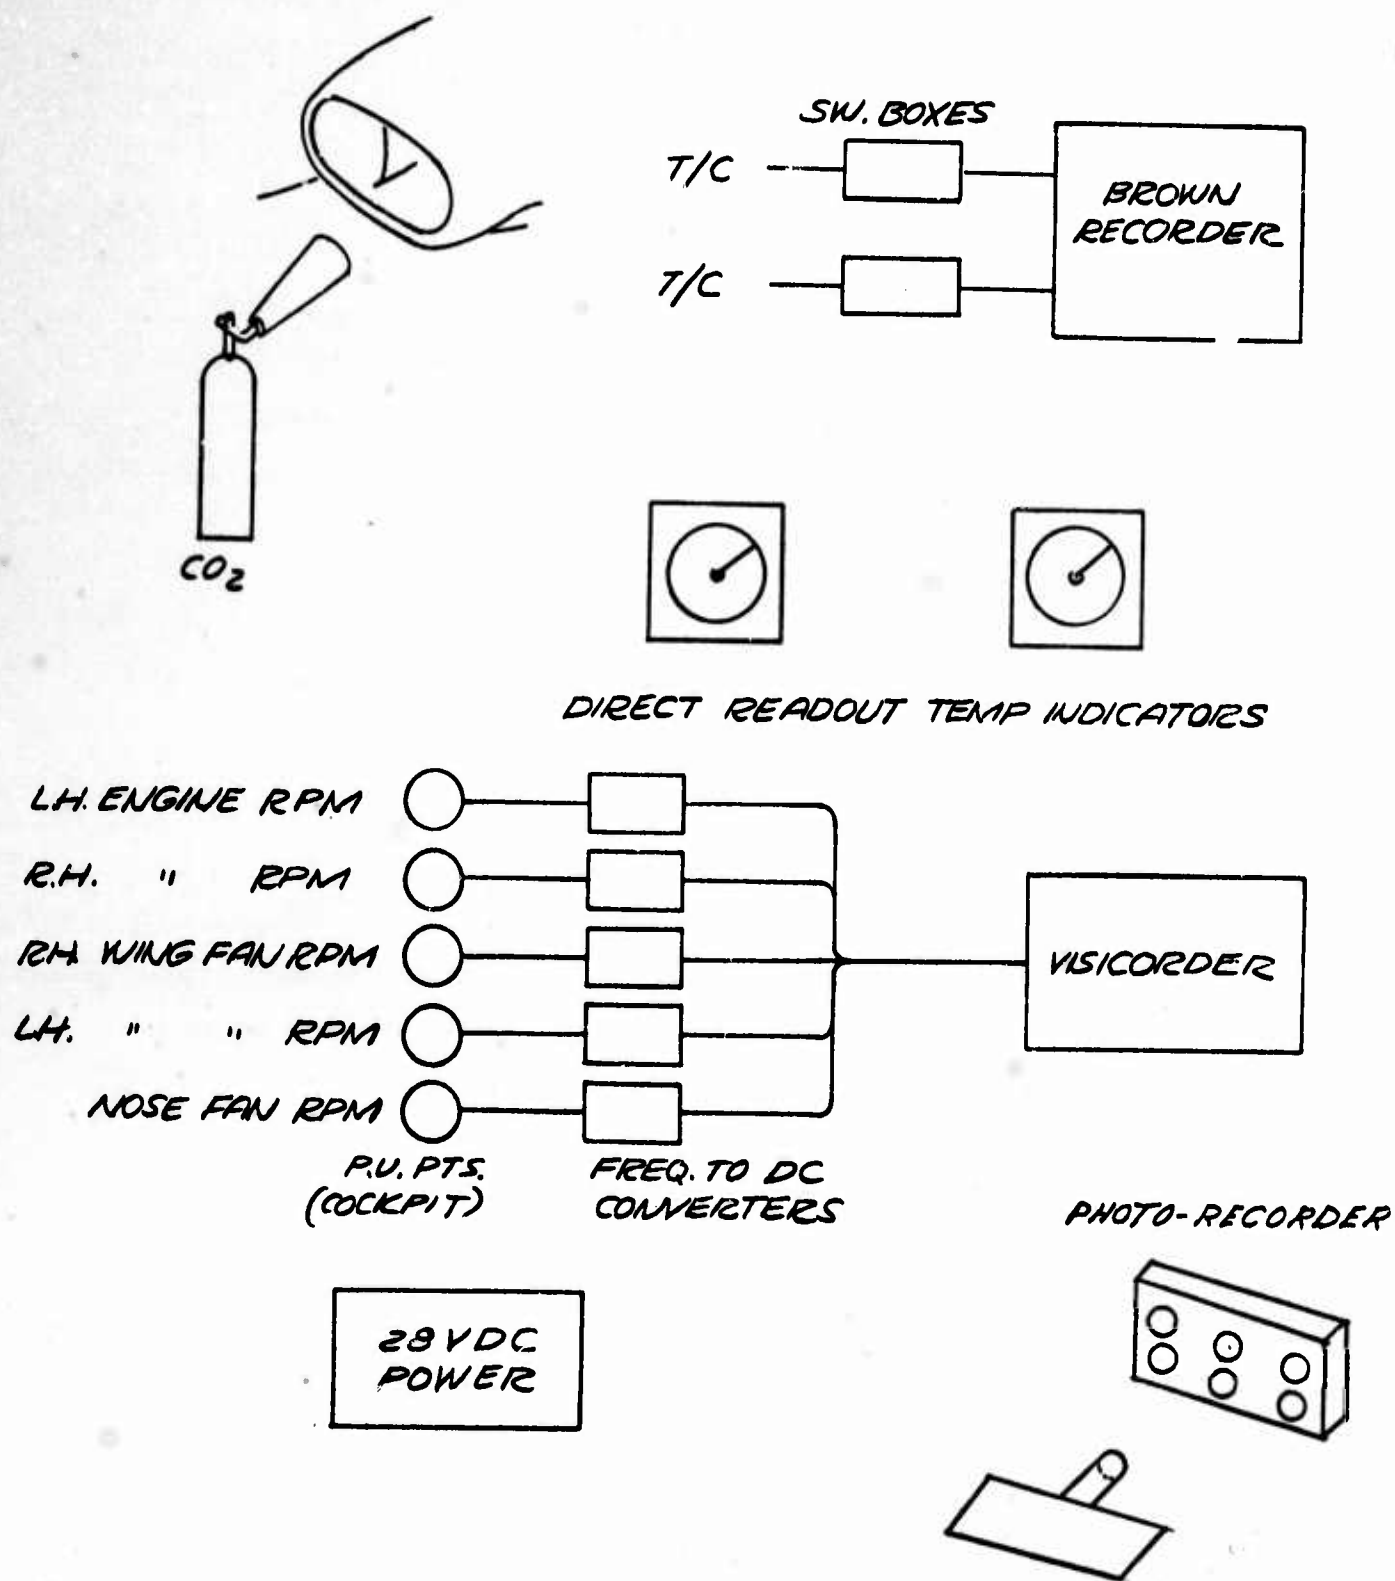 SW. BOXES
T/C
BROWN
RECORDER
T/C
CO2
DIRECT READOUT TEMP INDICATORS
L.H. ENGINE RPM
R.H. " RPM
RH WING FAN RPM
VISICORDER
LH. " " RPM
NOSE FAN RPM
P.U. PTS.
(COCKPIT)
FREQ. TO DC
CONVERTERS
PHOTO-RECORDER
28 VDC
POWER